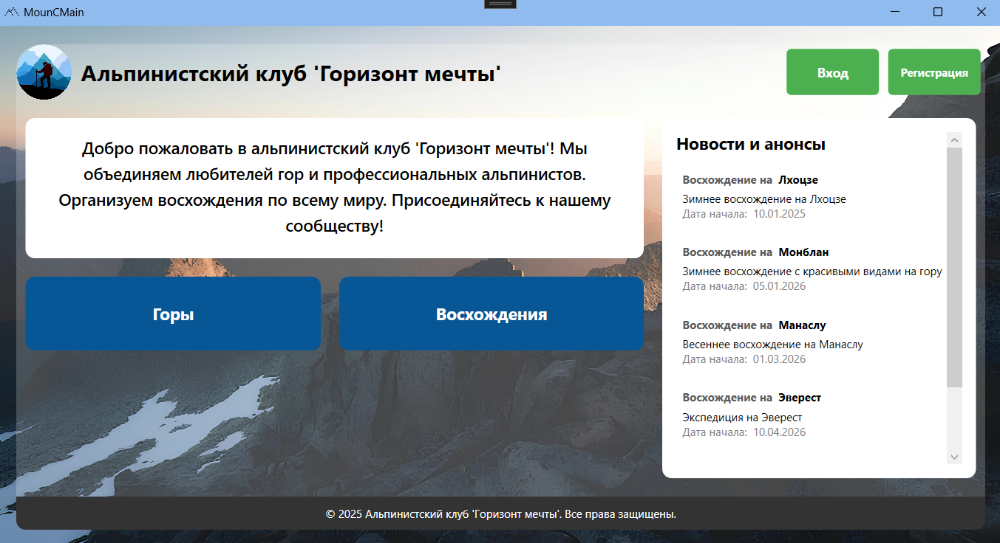 MounCMain
Альпинистский клуб 'Горизонт мечты'
Вход
Регистрация
Добро пожаловать в альпинистский клуб 'Горизонт мечты'! Мы
объединяем любителей гор и профессиональных альпинистов.
Организуем восхождения по всему миру. Присоединяйтесь к нашему
сообществу!
Горы
Восхождения
Новости и анонсы
Восхождение на Лхоцзе
Зимнее восхождение на Лхоцзе
Дата начала: 10.01.2025
Восхождение на Монблан
Зимнее восхождение с красивыми видами на гору
Дата начала: 05.01.2026
Восхождение на Манаслу
Весеннее восхождение на Манаслу
Дата начала: 01.03.2026
Восхождение на Эверест
Экспедиция на Эверест
Дата начала: 10.04.2026
© 2025 Альпинистский клуб 'Горизонт мечты'. Все права защищены.